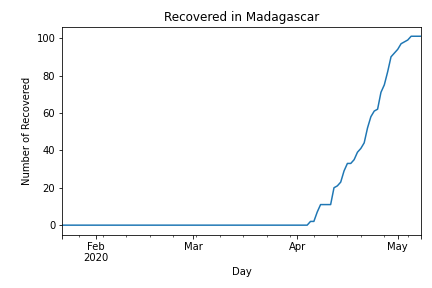 Recovered in Madagascar
100
80
60
40
20
0
Number of Recovered
Feb
2020
Mar
Apr
May
Day